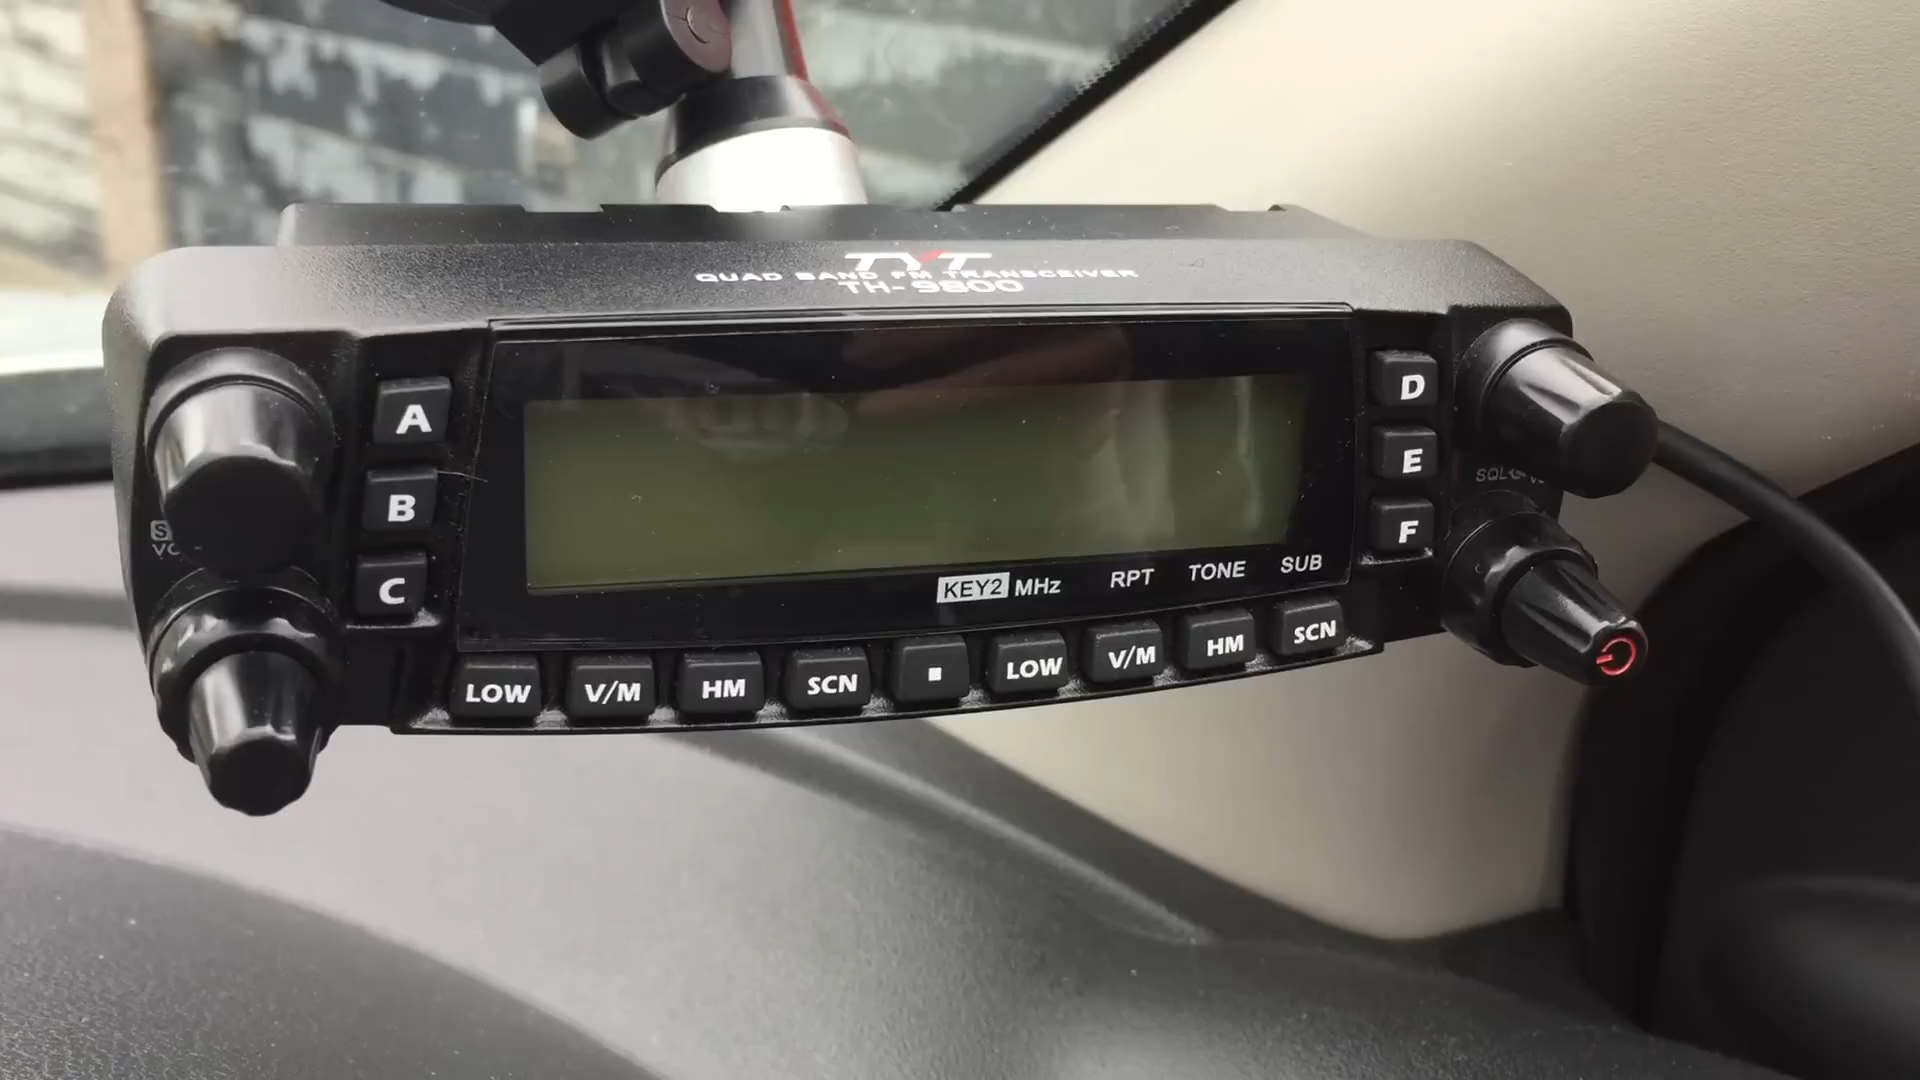 TYT
QUAD BAND FM TRANSCEIVER
TH-9800
A
B
C
D
E
F
SQL
KEY2 MHz RPT TONE SUB
LOW V/M HM SCN LOW V/M HM SCN